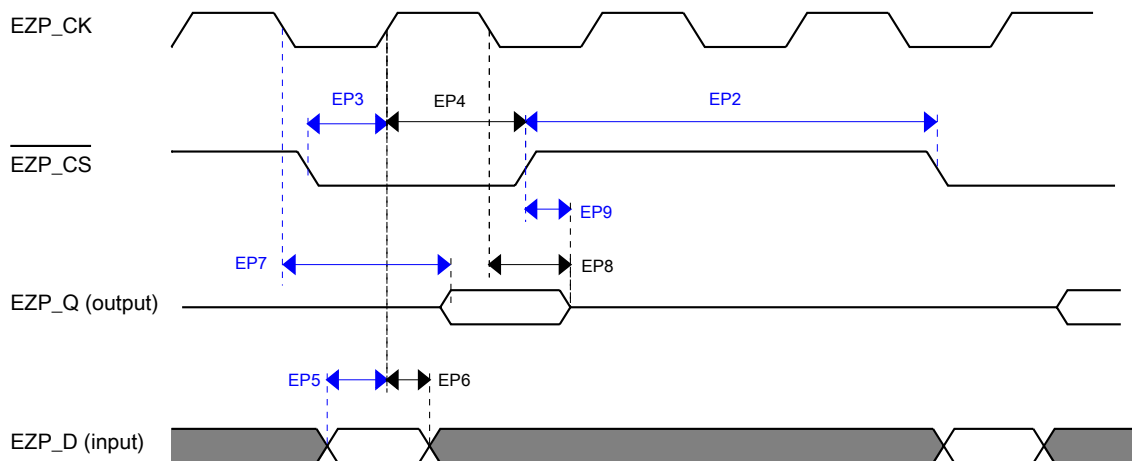 EZP_CK
EP3
EP4
EP2
EZP_CS
EP9
EP7
EP8
EZP_Q (output)
EP5
EP6
EZP_D (input)